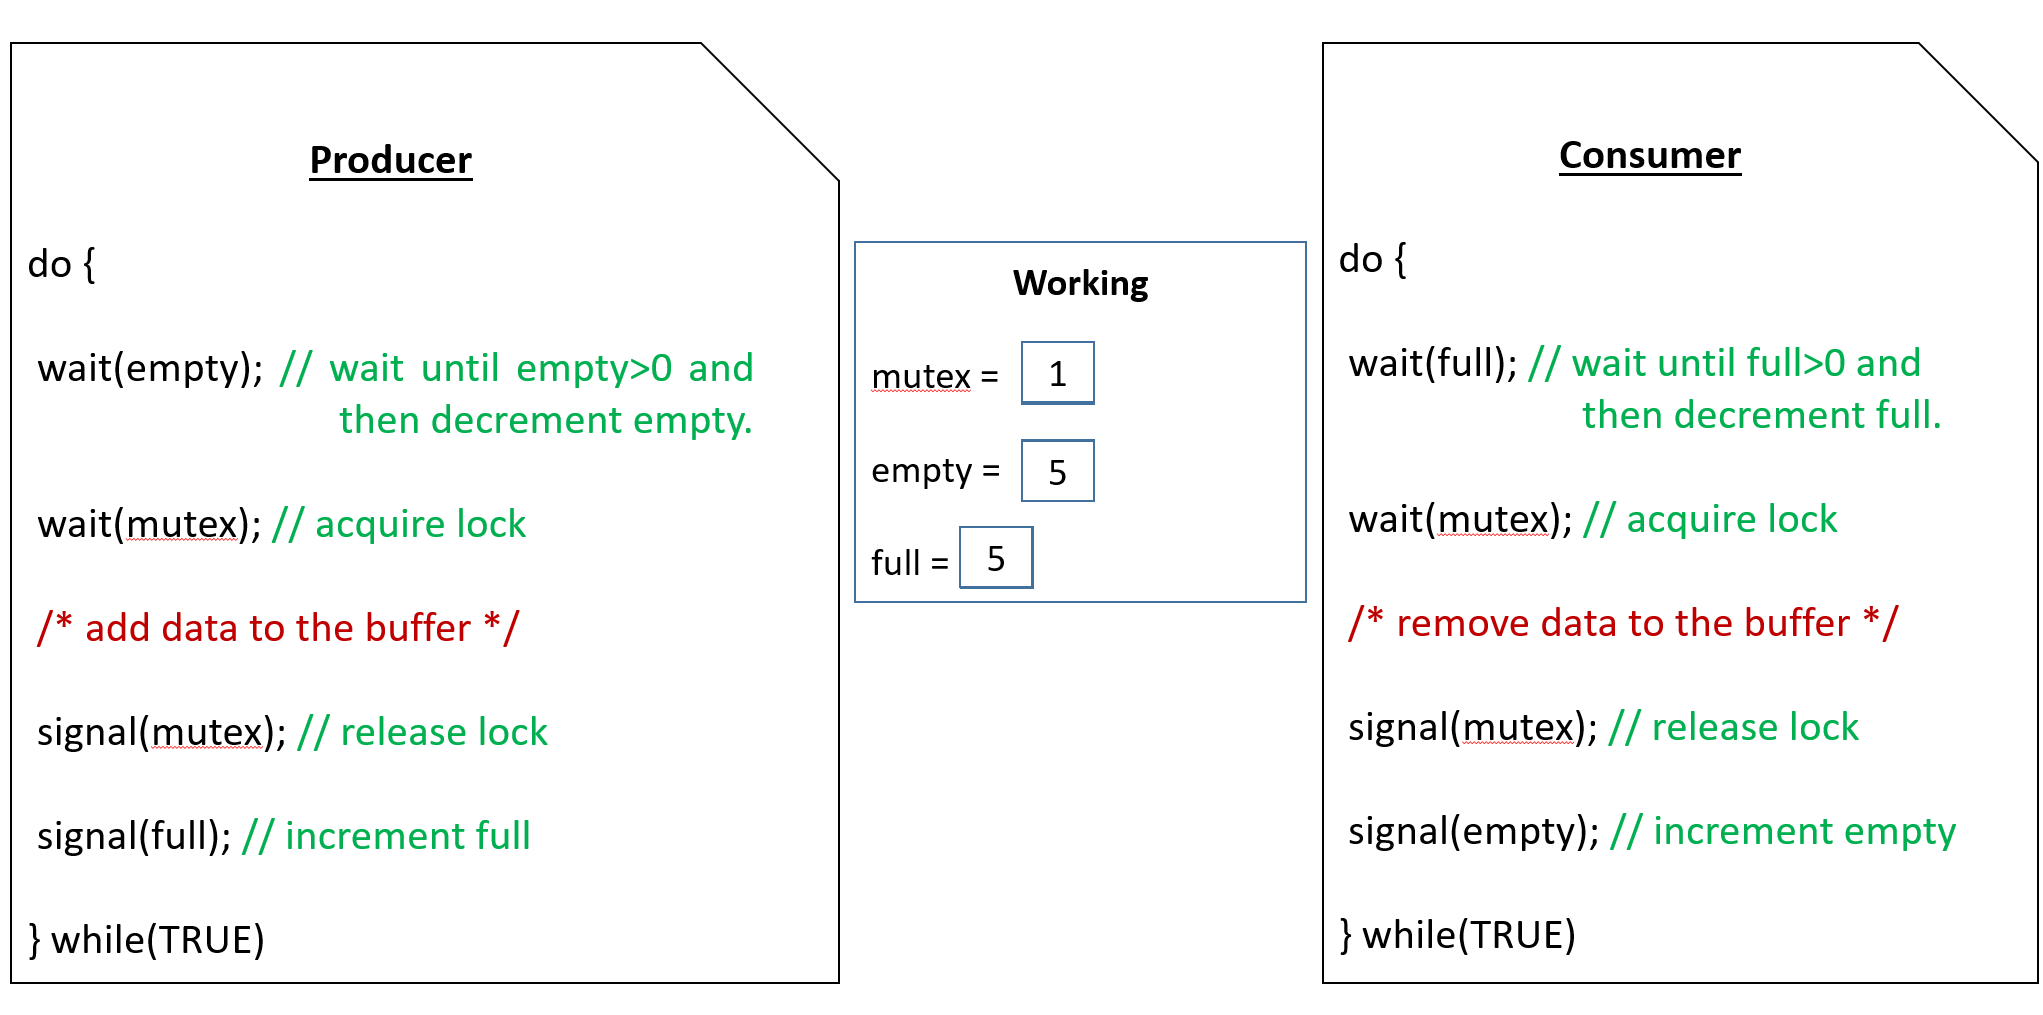 Producer
do {
wait(empty); // wait until empty>0 and
then decrement empty.
wait(mutex); // acquire lock
/* add data to the buffer */
signal(mutex); // release lock
signal(full); // increment full
} while(TRUE)
Working
mutex = 1
empty = 5
full = 5
Consumer
do {
wait(full); // wait until full>0 and
then decrement full.
wait(mutex); // acquire lock
/* remove data to the buffer */
signal(mutex); // release lock
signal(empty); // increment empty
} while(TRUE)